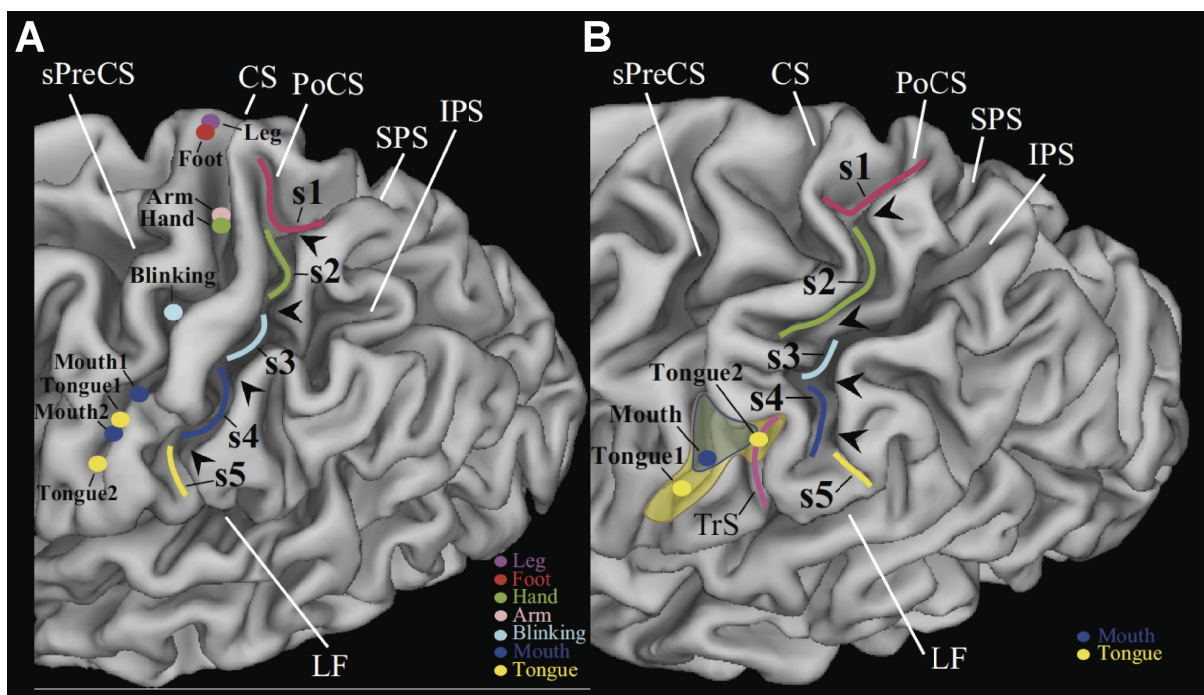 A
sPreCS
CS
PoCS
IPS
SPS
Leg
Foot
Arm
Hand
s1
s2
Blinking
s3
Mouth1
Tongue1
Mouth2
s4
Tongue2
s5
LF
Leg
Foot
Hand
Arm
Blinking
Mouth
Tongue
B
sPreCS
CS
PoCS
SPS
IPS
s1
s2
s3
Tongue2
s4
Mouth
Tongue1
s5
TrS
LF
Mouth
Tongue